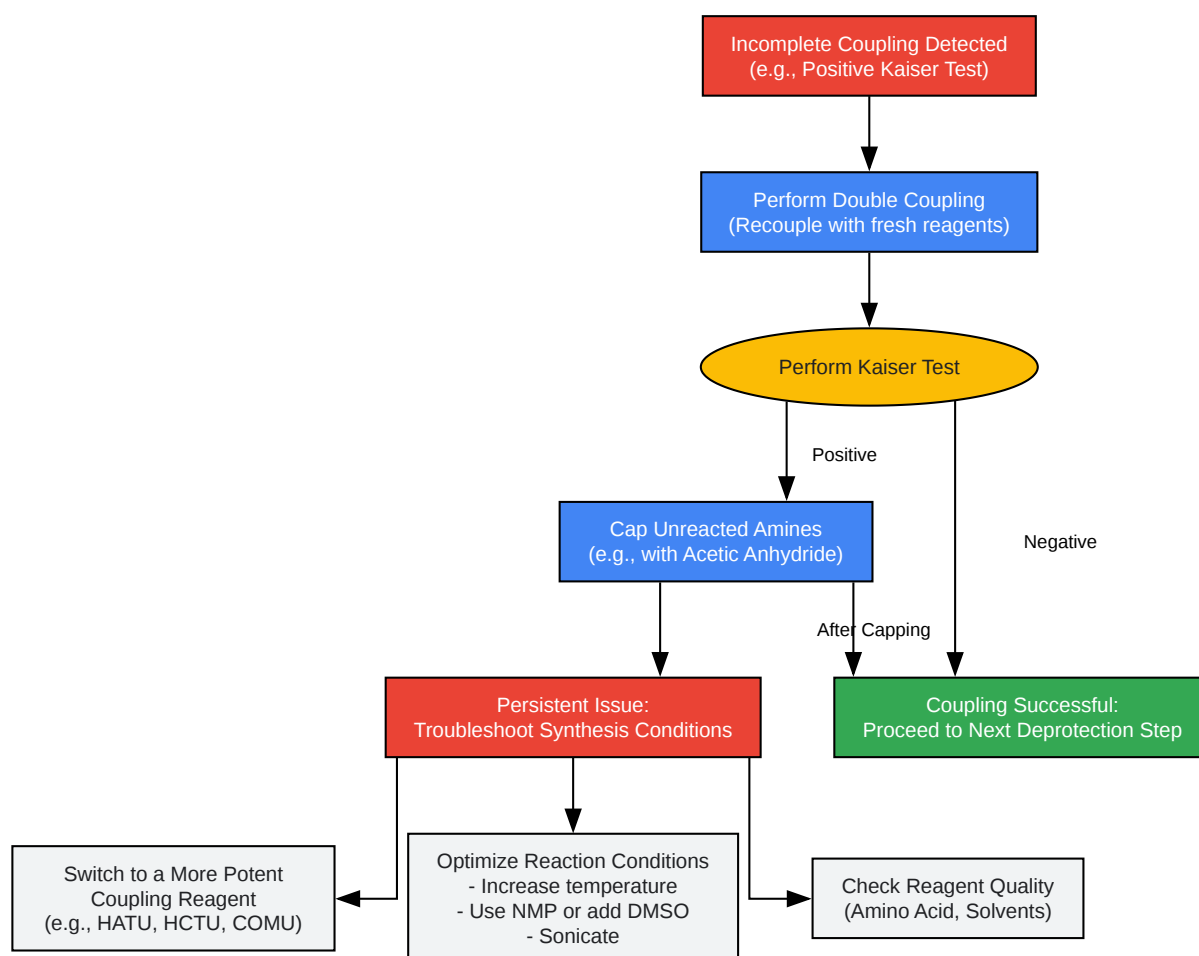 Incomplete Coupling Detected
(e.g., Positive Kaiser Test)
Perform Double Coupling
(Recouple with fresh reagents)
Perform Kaiser Test
Positive
Negative
Cap Unreacted Amines
(e.g., with Acetic Anhydride)
After Capping
Persistent Issue:
Troubleshoot Synthesis Conditions
Coupling Successful:
Proceed to Next Deprotection Step
Switch to a More Potent
Coupling Reagent
(e.g., HATU, HCTU, COMU)
Optimize Reaction Conditions
- Increase temperature
- Use NMP or add DMSO
- Sonicate
Check Reagent Quality
(Amino Acid, Solvents)